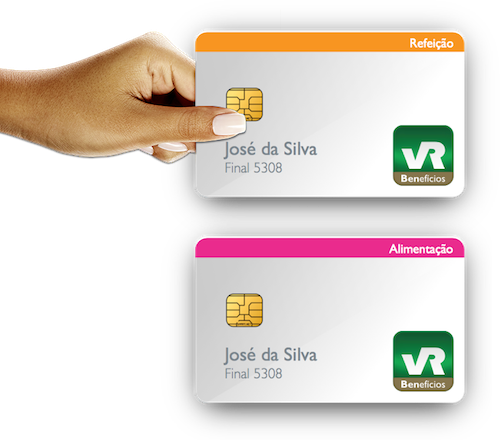 Refeição
José da Silva
Final 5308
VR
Benefícios
Alimentação
José da Silva
Final 5308
VR
Benefícios